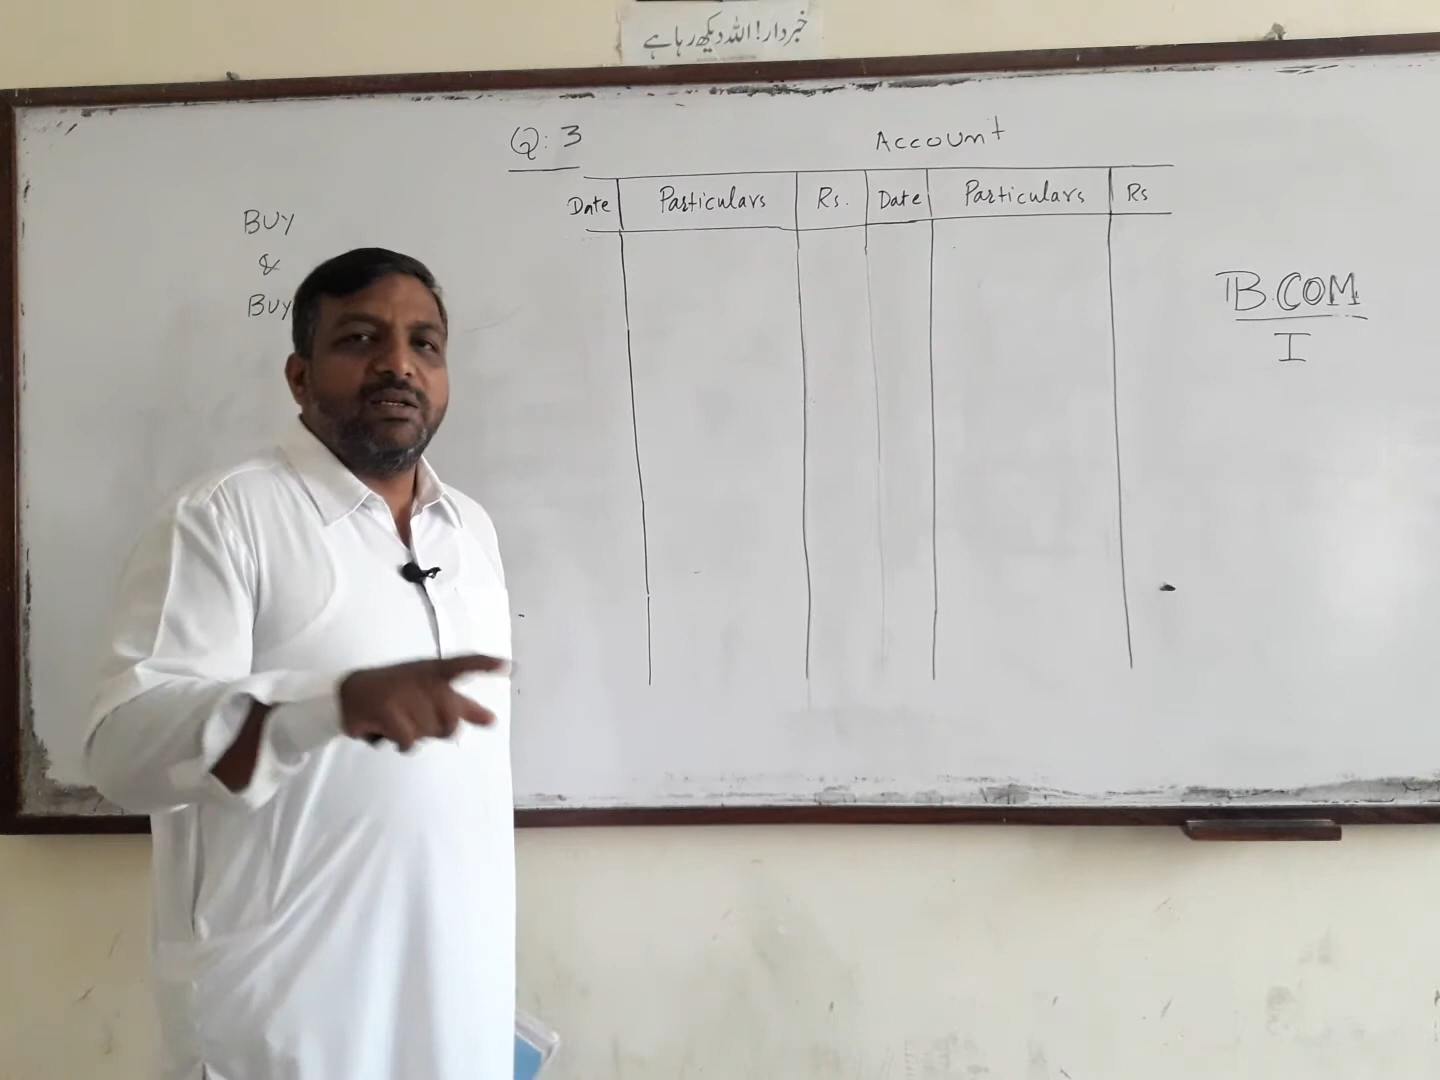 خبردار! اللہ دیکھ رہا ہے
Q: 3
Account
Date Particulars Rs. Date Particulars Rs
BUY
&
BUY
B.COM
I